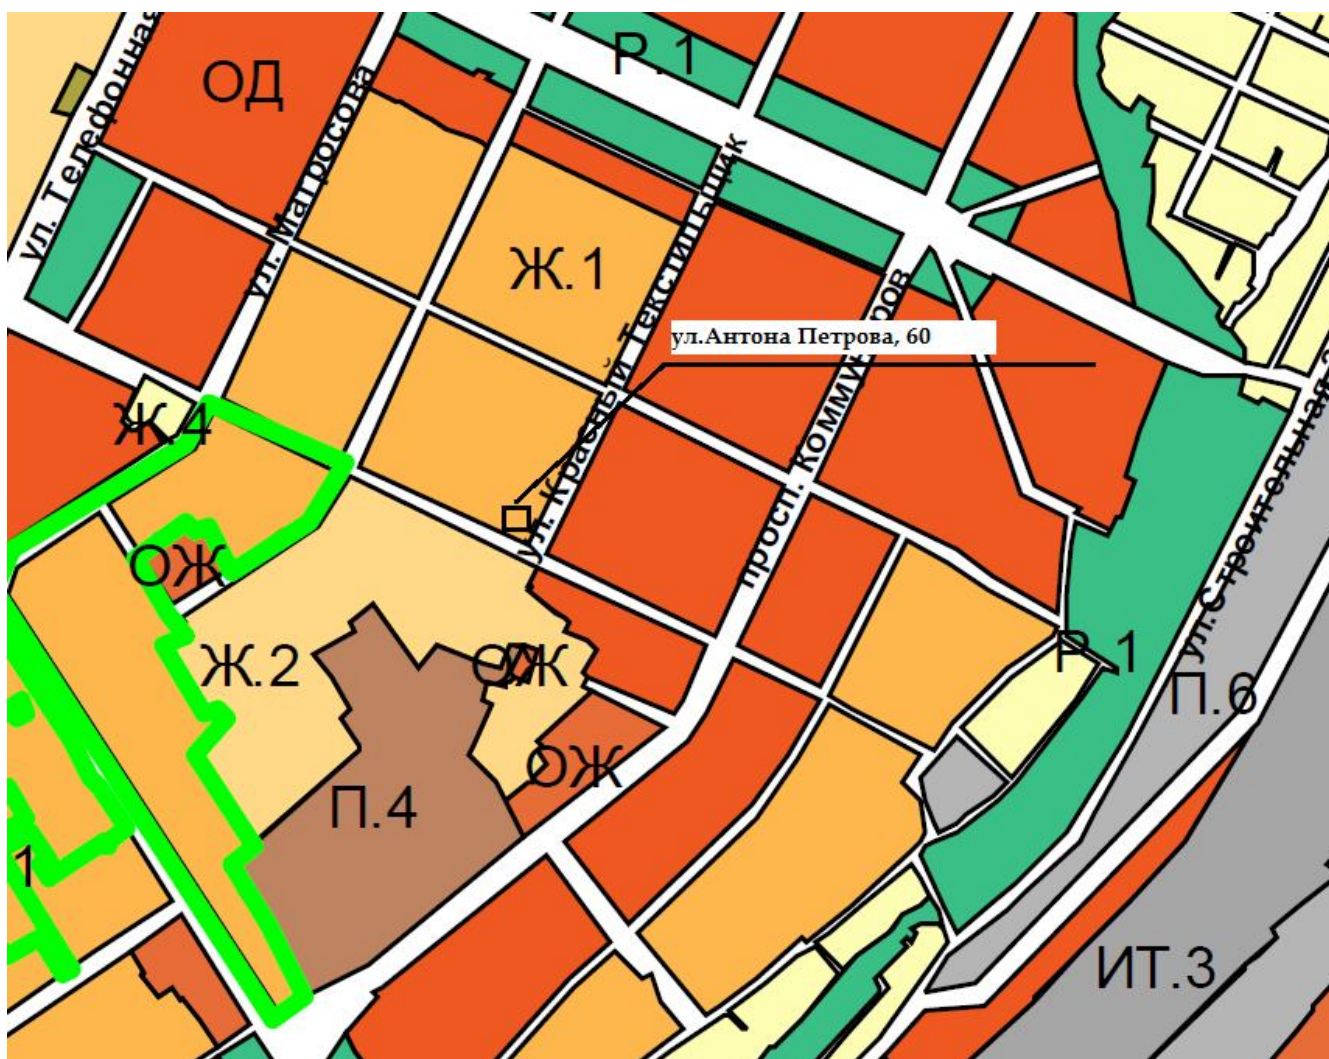 Р.1
ОД
ул. Телефонная
ул. Матросова
Ж.1
ул. Красный Текстильщик
просп. Коммунаров
ул.Антона Петрова, 60
Ж.4
ОЖ
Ж.2
ОЖ
Р.1
ул.Строительная
П.6
ОЖ
П.4
1
ИТ.3